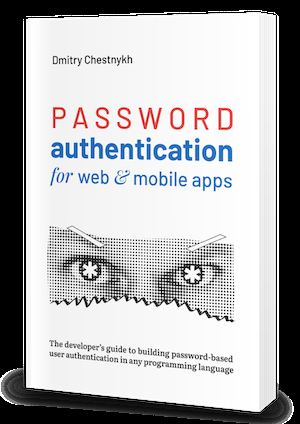 Dmitry Chestnykh
PASSWORD
authentication
for web & mobile apps
The developer's guide to building password-based
user authentication in any programming language